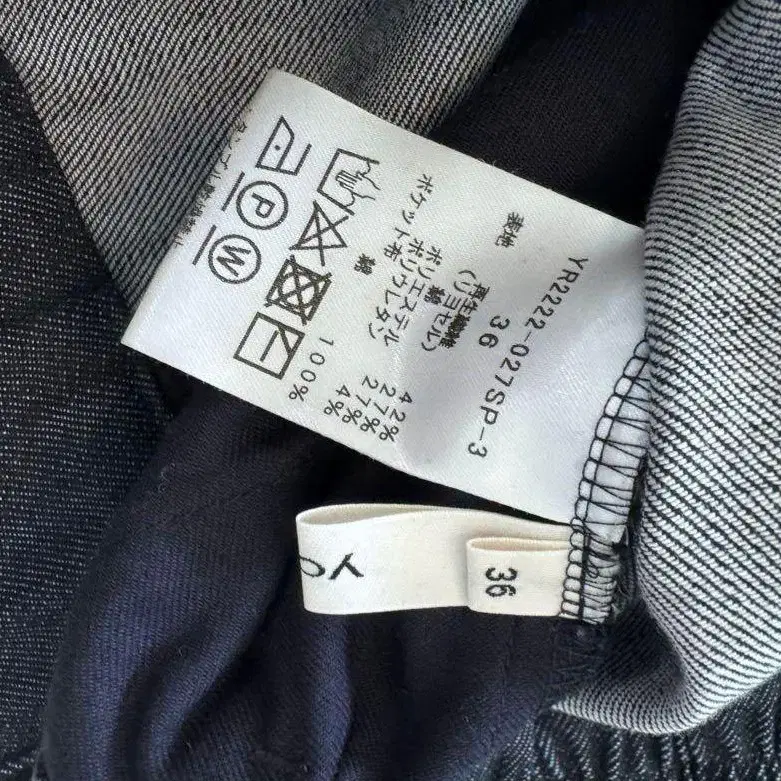 YR2222-027SP-3
36
表地
再生繊維
(リヨセル) 42%
綿 27%
ポリエステル 27%
ポリウレタン 4%
ポケット布
綿 100%
P
W
36